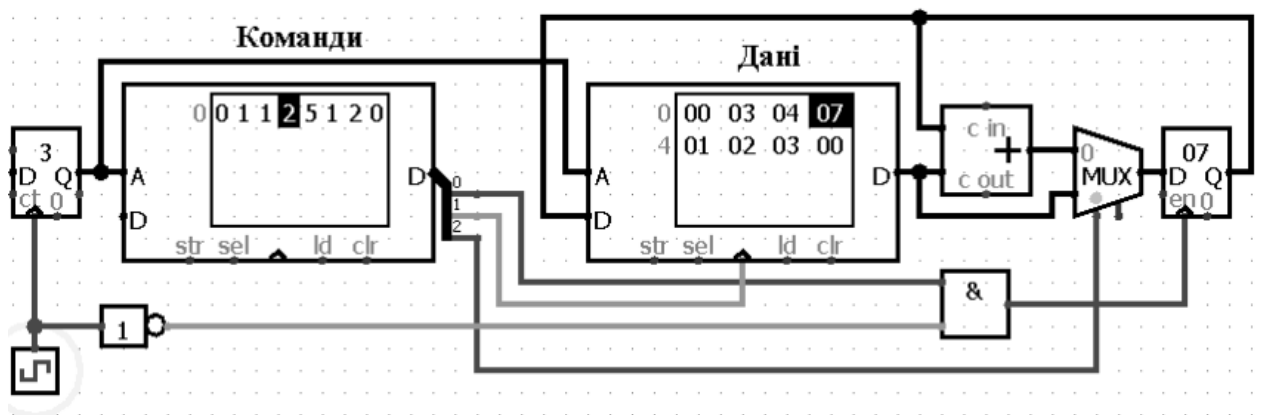 Команди
Дані
0 0 1 1 2 5 1 2 0
0 00 03 04 07
4 01 02 03 00
3
D Q
ct 0
A
D
D
0
1
2
str sel ld clr
A
D
D
str sel ld clr
c in
+
c out
0
MUX
07
D Q
en 0
1
&